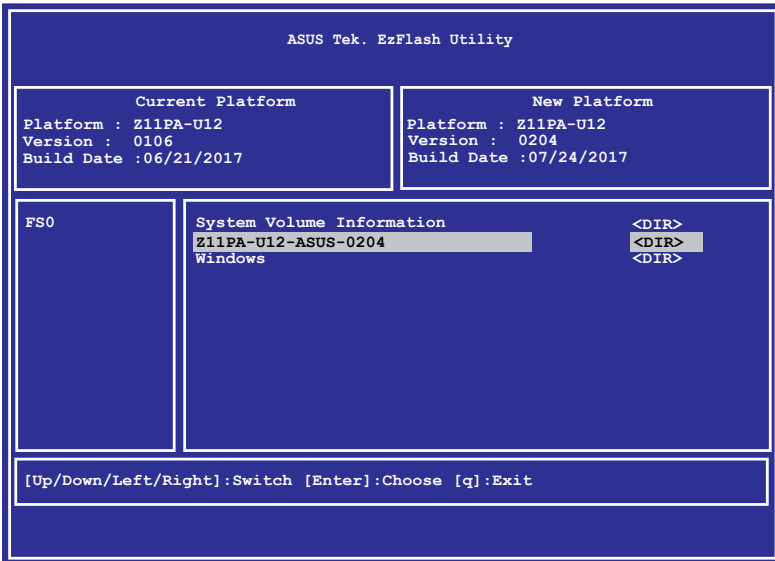 ASUS Tek. EzFlash Utility
Current Platform
Platform : Z11PA-U12
Version : 0106
Build Date :06/21/2017
New Platform
Platform : Z11PA-U12
Version : 0204
Build Date :07/24/2017
FS0
System Volume Information <DIR>
Z11PA-U12-ASUS-0204 <DIR>
Windows <DIR>
[Up/Down/Left/Right]:Switch [Enter]:Choose [q]:Exit